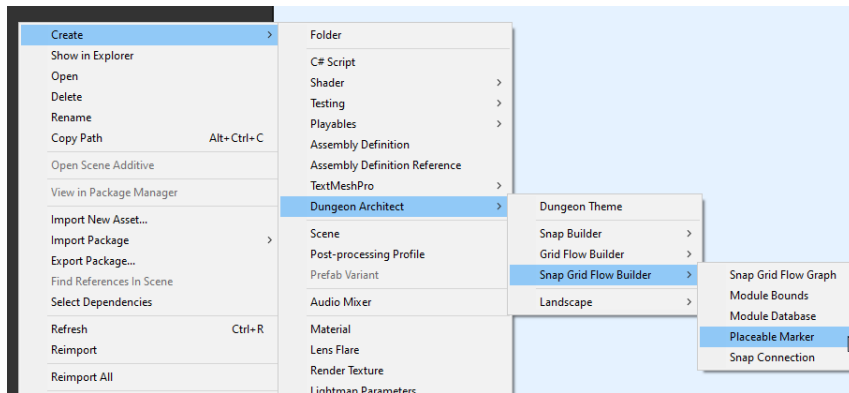 Create
Show in Explorer
Open
Delete
Rename
Copy Path Alt+Ctrl+C
Open Scene Additive
View in Package Manager
Import New Asset...
Import Package
Export Package...
Find References In Scene
Select Dependencies
Refresh Ctrl+R
Reimport
Reimport All
Folder
C# Script
Shader
Testing
Playables
Assembly Definition
Assembly Definition Reference
TextMeshPro
Dungeon Architect
Scene
Post-processing Profile
Prefab Variant
Audio Mixer
Material
Lens Flare
Render Texture
Lightmap Parameters
Dungeon Theme
Snap Builder
Grid Flow Builder
Snap Grid Flow Builder
Landscape
Snap Grid Flow Graph
Module Bounds
Module Database
Placeable Marker
Snap Connection